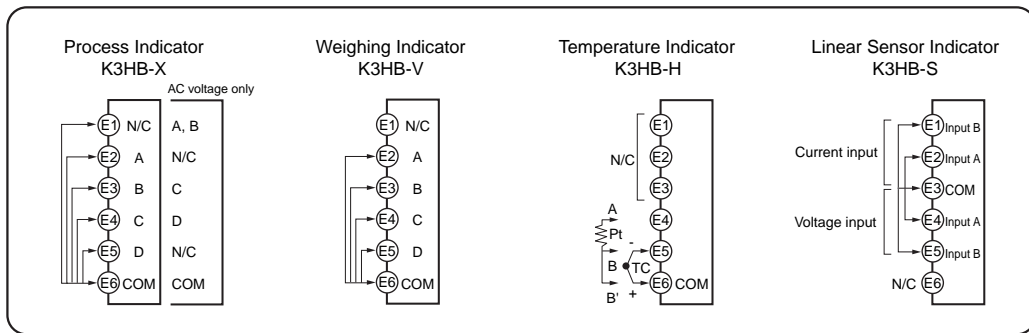 Process Indicator
K3HB-X
AC voltage only
E1 N/C A, B
E2 A N/C
E3 B C
E4 C D
E5 D N/C
E6 COM COM
Weighing Indicator
K3HB-V
E1 N/C
E2 A
E3 B
E4 C
E5 D
E6 COM
Temperature Indicator
K3HB-H
E1
N/C E2
E3
A E4
Pt
- E5
B TC
B' + E6 COM
Linear Sensor Indicator
K3HB-S
E1 Input B
Current input
E2 Input A
E3 COM
Voltage input
E4 Input A
E5 Input B
N/C E6